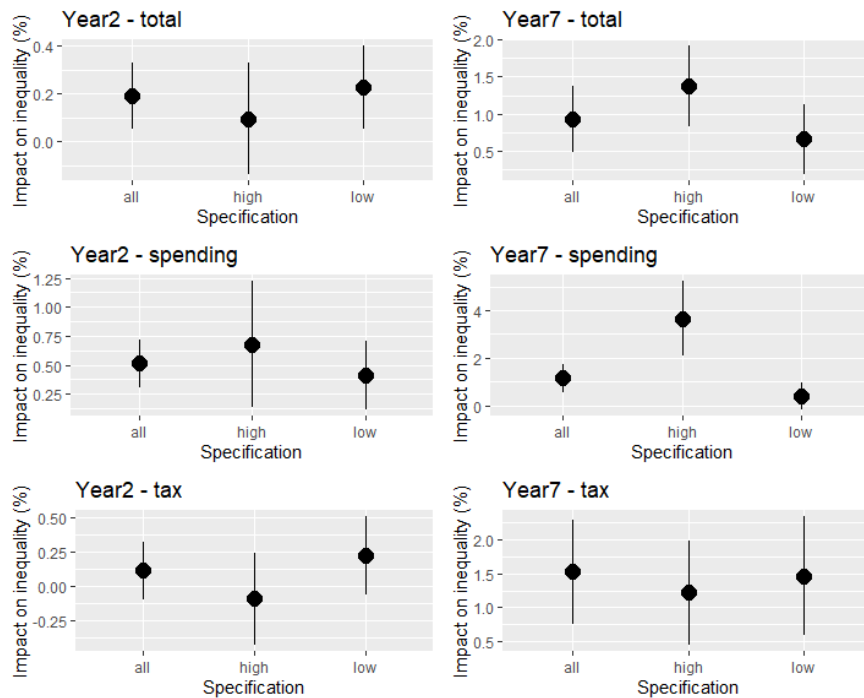 Year2 - total
Impact on inequality (%)
0.4
0.2
0.0
all high low
Specification
Year7 - total
Impact on inequality (%)
2.0
1.5
1.0
0.5
all high low
Specification
Year2 - spending
Impact on inequality (%)
1.25
1.00
0.75
0.50
0.25
all high low
Specification
Year7 - spending
Impact on inequality (%)
4
2
0
all high low
Specification
Year2 - tax
Impact on inequality (%)
0.50
0.25
0.00
-0.25
all high low
Specification
Year7 - tax
Impact on inequality (%)
2.0
1.5
1.0
0.5
all high low
Specification